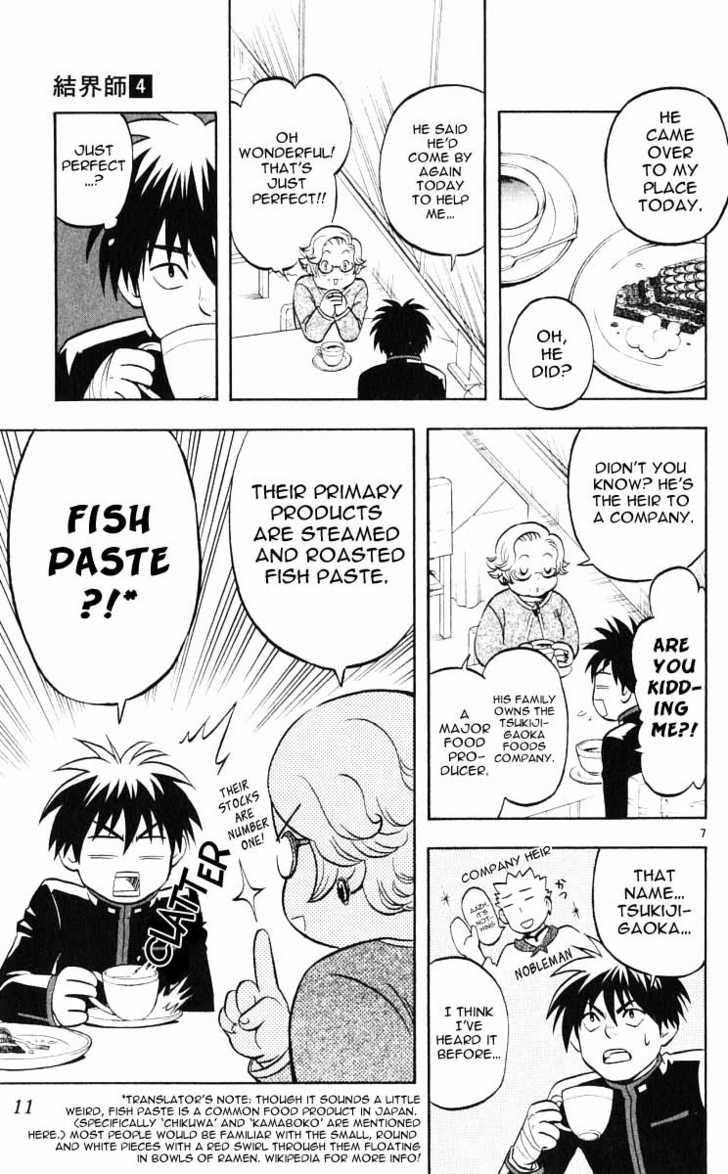 結界師 4
HE
CAME
OVER
TO MY
PLACE
TODAY.
OH,
HE
DID?
HE SAID
HE'D
COME BY
AGAIN
TODAY
TO HELP
ME...
OH
WONDERFUL!
THAT'S
JUST
PERFECT!!
JUST
PERFECT
...?
DIDN'T YOU
KNOW? HE'S
THE HEIR TO
A COMPANY.
ARE
YOU
KIDD-
ING
ME?!
HIS FAMILY
OWNS THE
TSUKIJI-
GAOKA
FOODS
COMPANY.
A
MAJOR
FOOD
PRO-
DUCER.
7
THAT
NAME...
TSUKIJI-
GAOKA...
COMPANY HEIR
AAZH.
IT'S
NOT-
HING
かっ
NOBLEMAN
I THINK
I'VE
HEARD IT
BEFORE...
THEIR PRIMARY
PRODUCTS
ARE STEAMED
AND ROASTED
FISH PASTE.
THEIR
STOCKS
ARE
NUMBER
ONE!
FISH
PASTE
?!*
CLATTER
11
*TRANSLATOR'S NOTE: THOUGH IT SOUNDS A LITTLE
WEIRD, FISH PASTE IS A COMMON FOOD PRODUCT IN JAPAN.
(SPECIFICALLY 'CHIKUWA' AND 'KAMABOKO' ARE MENTIONED
HERE.) MOST PEOPLE WOULD BE FAMILIAR WITH THE SMALL, ROUND
AND WHITE PIECES WITH A RED SWIRL THROUGH THEM FLOATING
IN BOWLS OF RAMEN. WIKIPEDIA FOR MORE INFO!